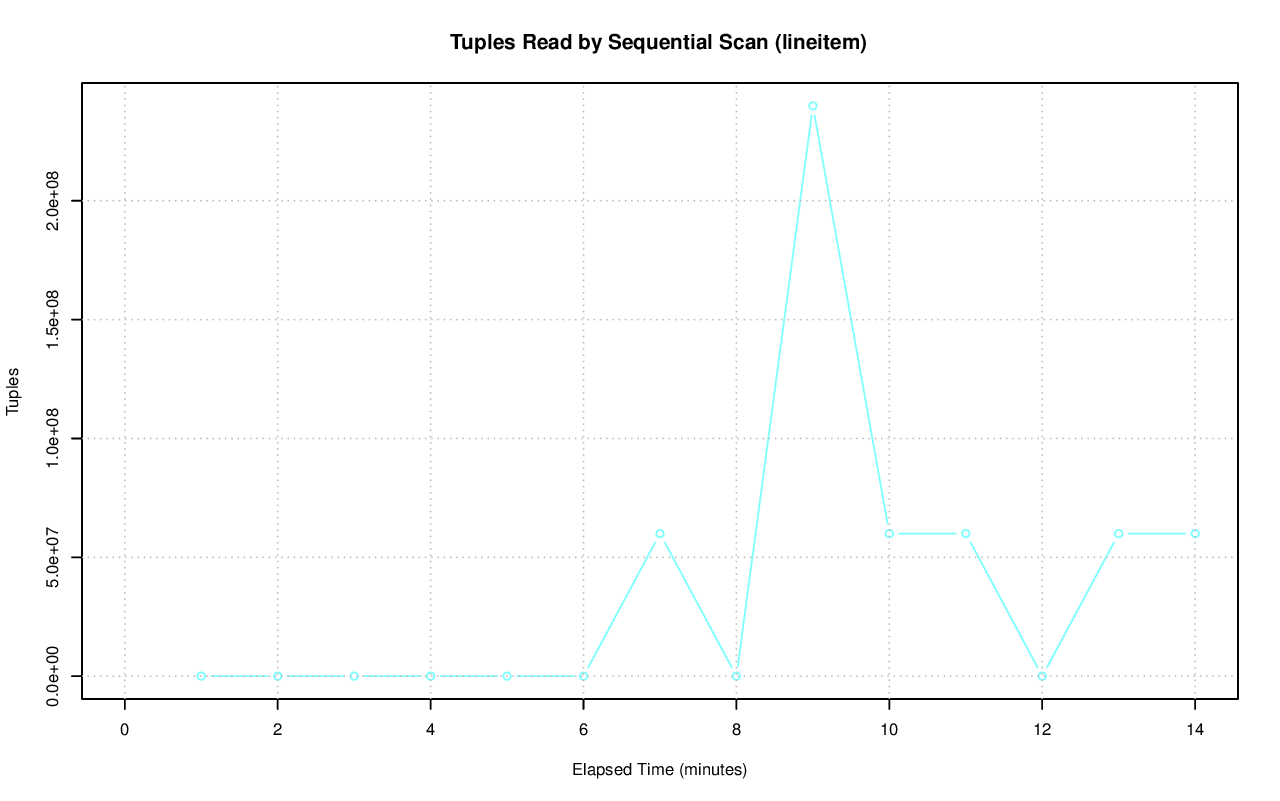 Tuples Read by Sequential Scan (lineitem)
Tuples
2.0e+08
1.5e+08
1.0e+08
5.0e+07
0.0e+00
0 2 4 6 8 10 12 14
Elapsed Time (minutes)